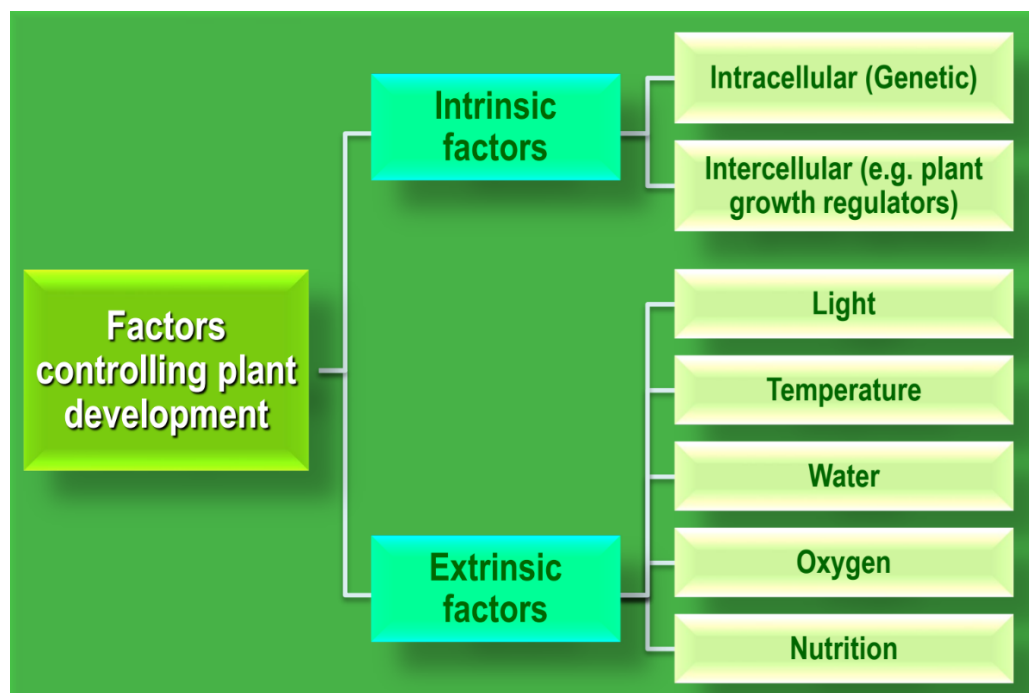 Factors
controlling plant
development
Intrinsic
factors
Intracellular (Genetic)
Intercellular (e.g. plant
growth regulators)
Extrinsic
factors
Light
Temperature
Water
Oxygen
Nutrition